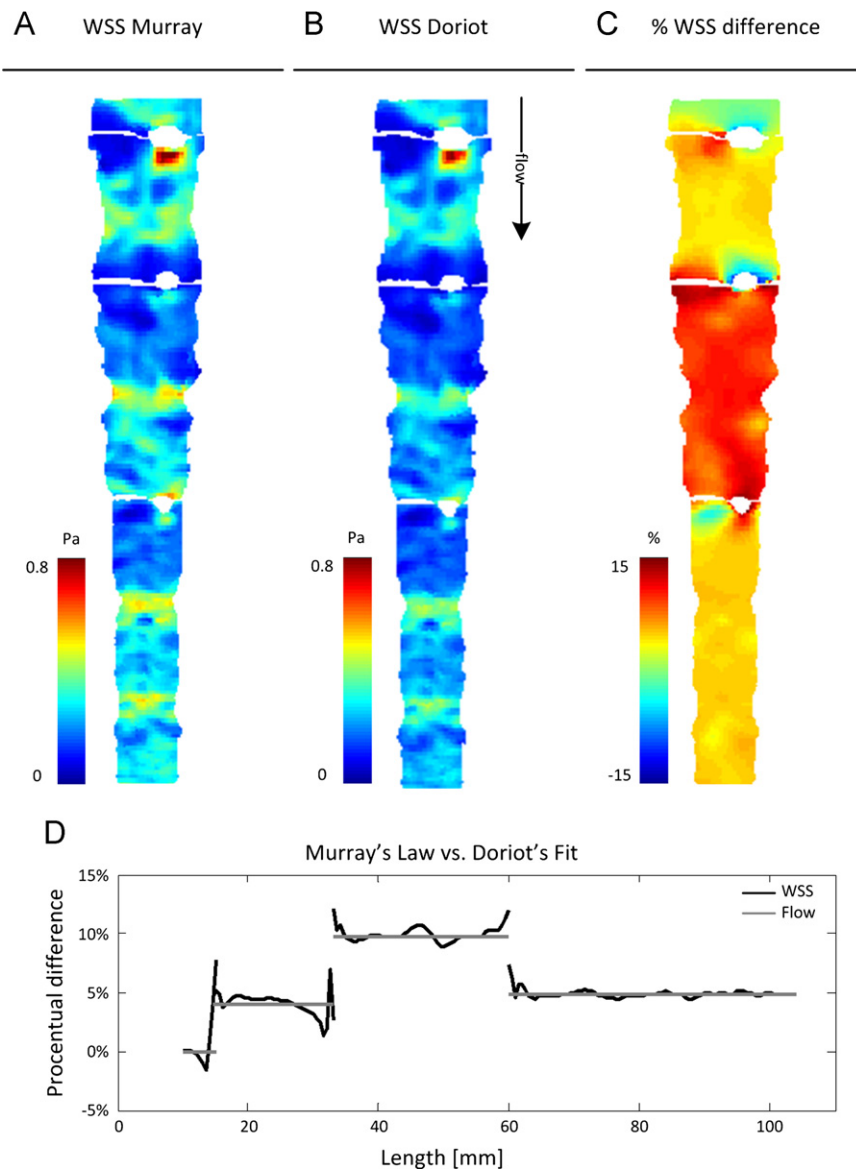 A WSS Murray
B WSS Doriot
C % WSS difference
flow
Pa
0.8
0
Pa
0.8
0
%
15
-15
D
Murray's Law vs. Doriot's Fit
15%
10%
5%
0%
-5%
Procentual difference
WSS
Flow
0 20 40 60 80 100
Length [mm]